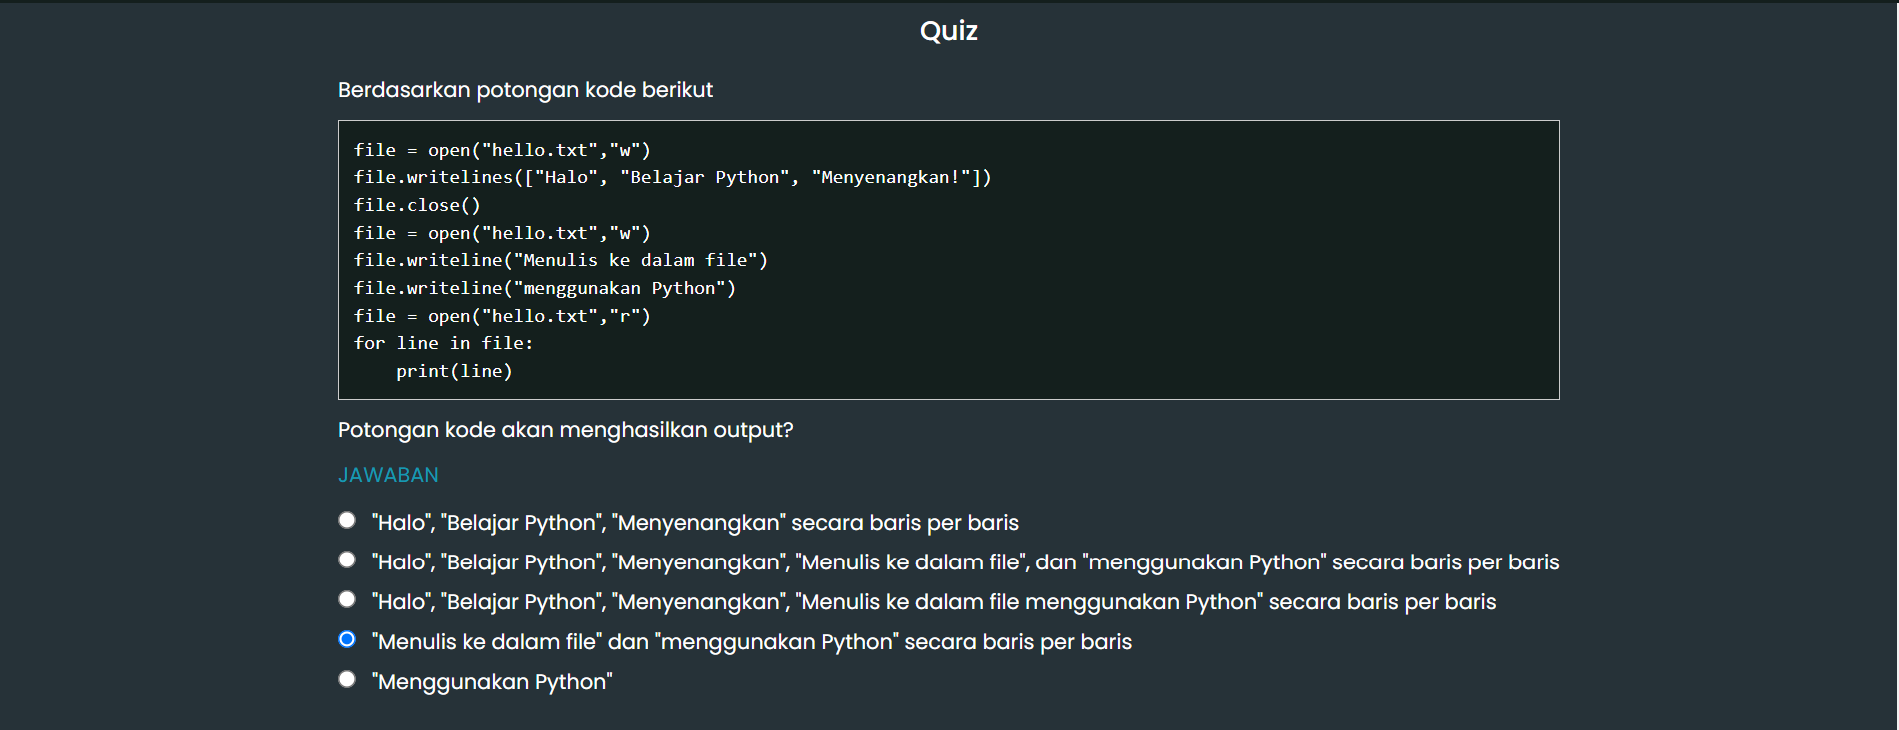 Quiz
Berdasarkan potongan kode berikut
file = open("hello.txt","w")
file.writelines(["Halo", "Belajar Python", "Menyenangkan!"])
file.close()
file = open("hello.txt","w")
file.writeline("Menulis ke dalam file")
file.writeline("menggunakan Python")
file = open("hello.txt","r")
for line in file:
    print(line)
Potongan kode akan menghasilkan output?
JAWABAN
"Halo", "Belajar Python", "Menyenangkan" secara baris per baris
"Halo", "Belajar Python", "Menyenangkan", "Menulis ke dalam file", dan "menggunakan Python" secara baris per baris
"Halo", "Belajar Python", "Menyenangkan", "Menulis ke dalam file menggunakan Python" secara baris per baris
"Menulis ke dalam file" dan "menggunakan Python" secara baris per baris
"Menggunakan Python"